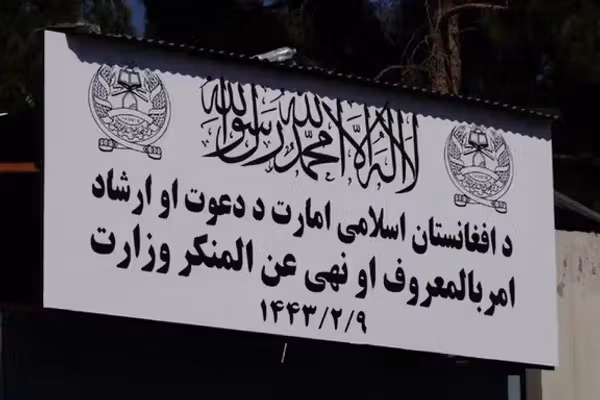 لا اله الا الله محمد رسول الله
د افغانستان اسلامي امارت د دعوت او ارشاد
امربالمعروف او نهی عن المنکر وزارت
۱۴۴۳/۲/۹